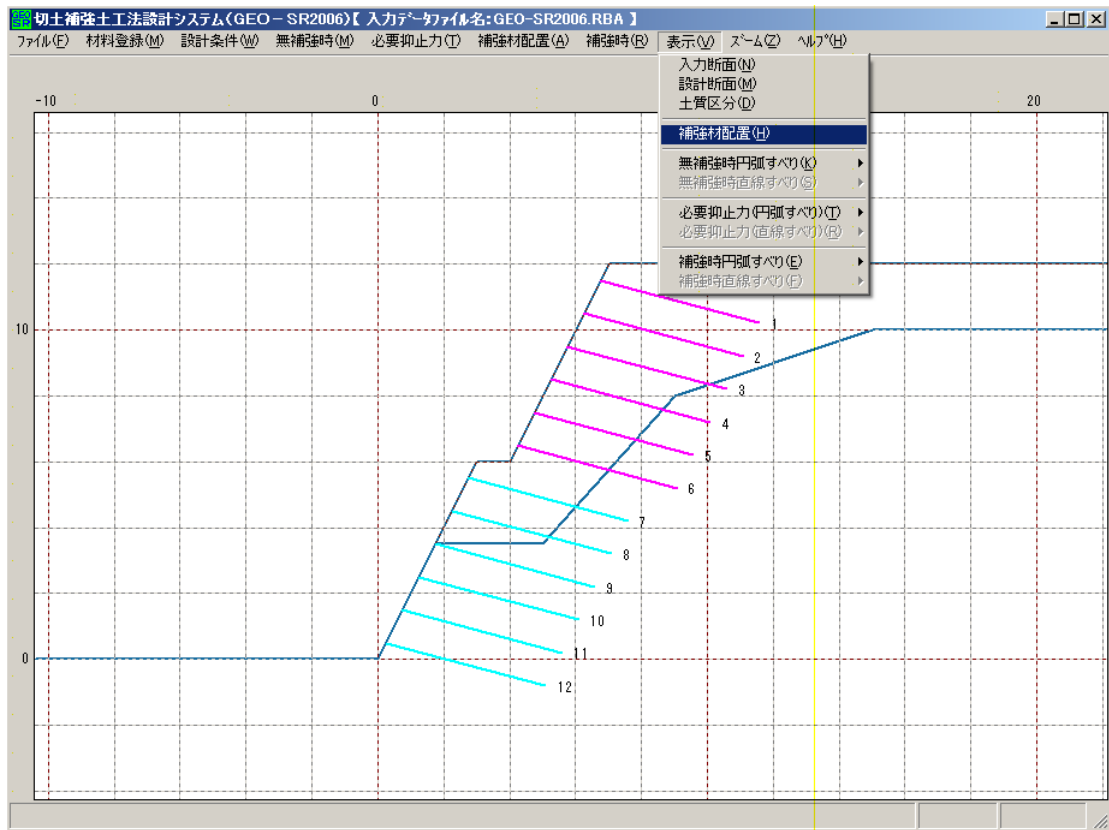 GEO SR 切土補強土工法設計システム(GEO－SR2006)【 入力ﾃﾞｰﾀﾌｧｲﾙ名:GEO-SR2006.RBA 】
ﾌｧｲﾙ(F) 材料登録(M) 設計条件(W) 無補強時(M) 必要抑止力(T) 補強材配置(A) 補強時(R) 表示(V) ｽﾞｰﾑ(Z) ﾍﾙﾌﾟ(H)
入力断面(N)
設計断面(M)
土質区分(D)
補強材配置(H)
無補強時円弧すべり(K)
無補強時直線すべり(S)
必要抑止力(円弧すべり)(T)
必要抑止力(直線すべり)(R)
補強時円弧すべり(E)
補強時直線すべり(F)
-10 0 20
10
0
1
2
3
4
5
6
7
8
9
10
11
12